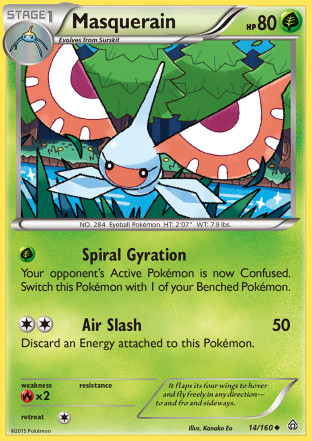 STAGE1 Masquerain HP80
Evolves from Surskit
NO. 284 Eyeball Pokémon HT: 2'07" WT: 7.9 lbs.
Spiral Gyration
Your opponent's Active Pokémon is now Confused.
Switch this Pokémon with 1 of your Benched Pokémon.
Air Slash 50
Discard an Energy attached to this Pokémon.
weakness resistance
×2
It flaps its four wings to hover
and fly freely in any direction—
to and fro and sideways.
retreat
©2015 Pokémon Illus. Kanako Eo 14/160